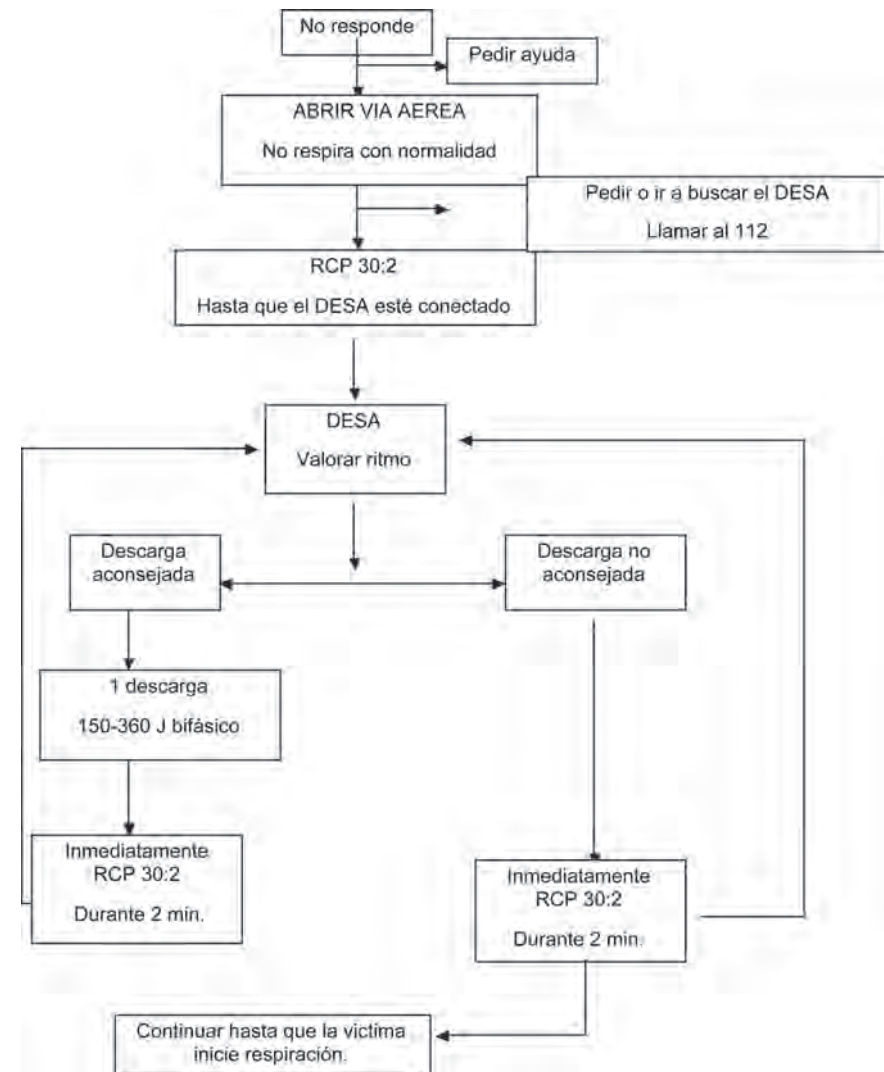 No responde
Pedir ayuda
ABRIR VIA AEREA
No respira con normalidad
Pedir o ir a buscar el DESA
Llamar al 112
RCP 30:2
Hasta que el DESA esté conectado
DESA
Valorar ritmo
Descarga
aconsejada
Descarga no
aconsejada
1 descarga
150-360 J bifásico
Inmediatamente
RCP 30:2
Durante 2 min.
Inmediatamente
RCP 30:2
Durante 2 min.
Continuar hasta que la victima
inicie respiración.